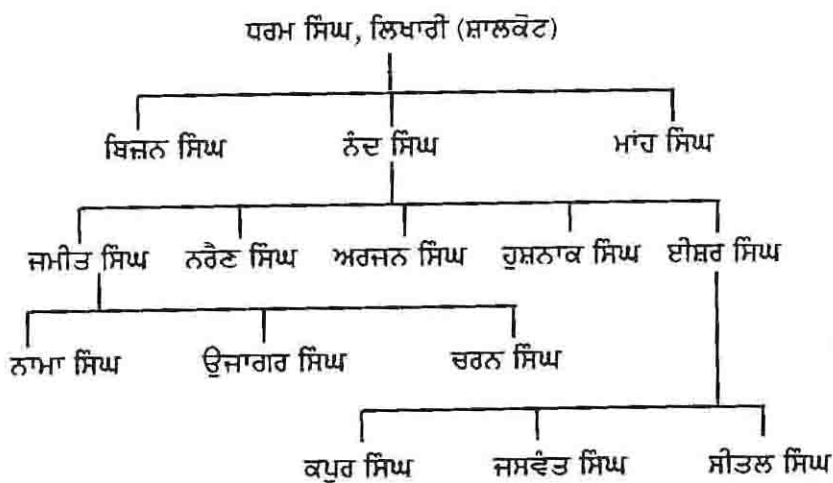 ਧਰਮ ਸਿੰਘ, ਲਿਖਾਰੀ (ਸ਼ਾਲਕੋਟ)
ਬਿਜ਼ਨ ਸਿੰਘ ਨੰਦ ਸਿੰਘ ਮਾਂਹ ਸਿੰਘ
ਜਮੀਤ ਸਿੰਘ ਨਰੈਣ ਸਿੰਘ ਅਰਜਨ ਸਿੰਘ ਹੁਸ਼ਨਾਕ ਸਿੰਘ ਈਸ਼ਰ ਸਿੰਘ
ਨਾਮਾ ਸਿੰਘ ਉਜਾਗਰ ਸਿੰਘ ਚਰਨ ਸਿੰਘ
ਕਪੂਰ ਸਿੰਘ ਜਸਵੰਤ ਸਿੰਘ ਸੀਤਲ ਸਿੰਘ